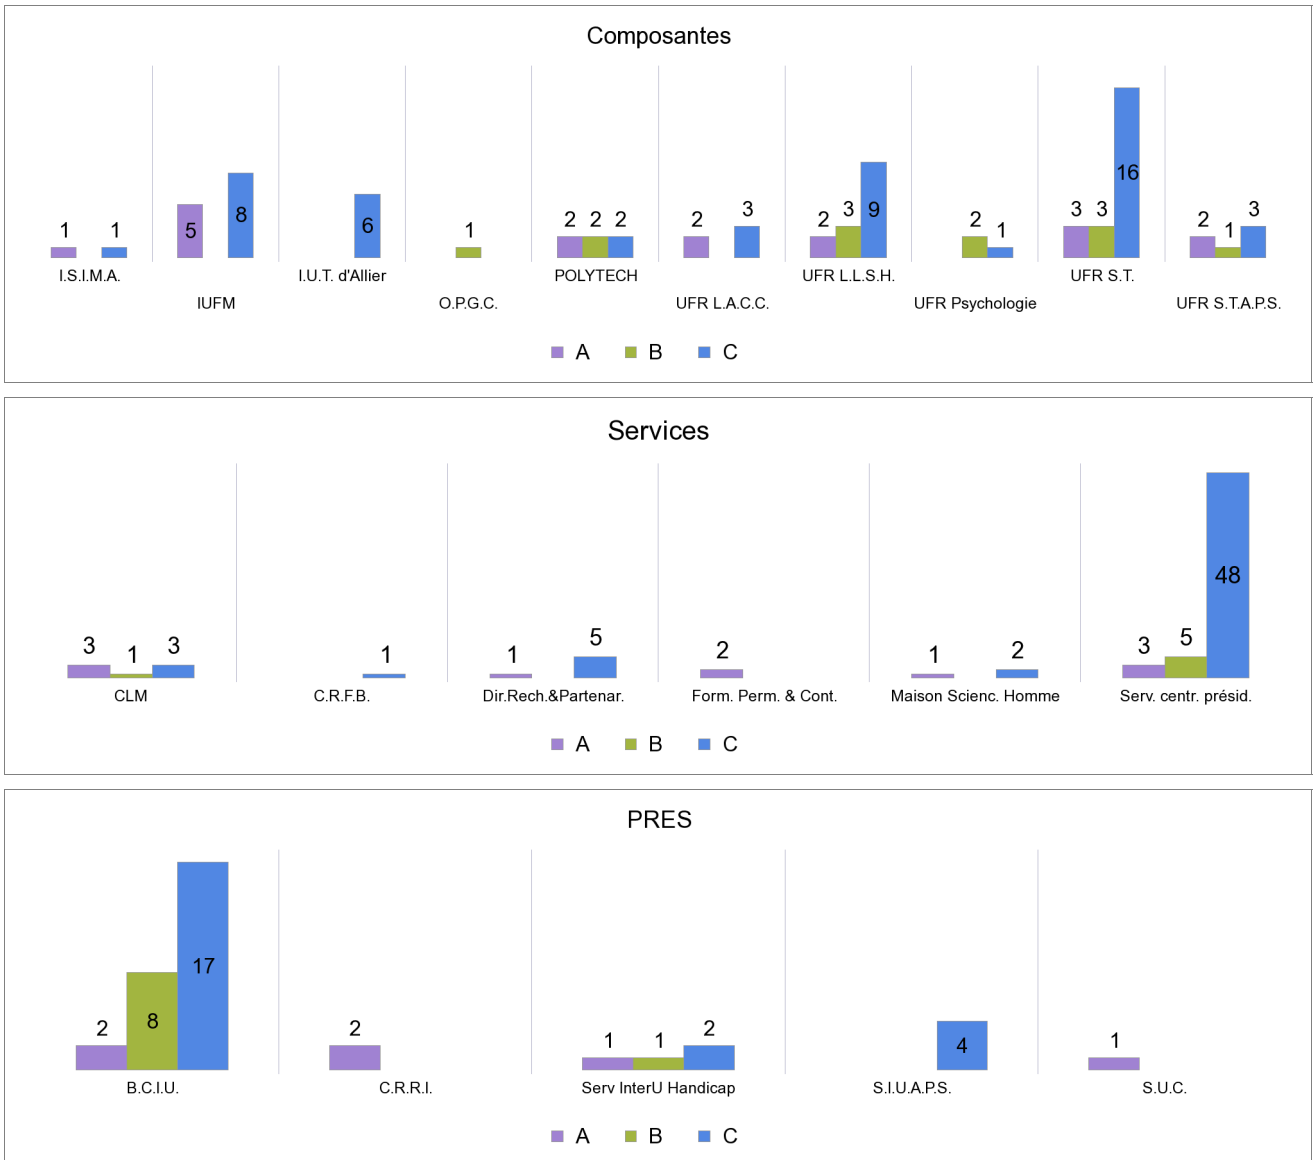 Composantes
1 1 5 8 6 1 2 2 2 2 3 2 3 9 2 1 3 3 16 2 1 3
I.S.I.M.A. I.U.T. d'Allier POLYTECH UFR L.L.S.H. UFR S.T.
IUFM O.P.G.C. UFR L.A.C.C. UFR Psychologie UFR S.T.A.P.S.
A B C
Services
3 1 3 1 1 5 2 1 2 3 5 48
CLM C.R.F.B. Dir.Rech.&Partenar. Form. Perm. & Cont. Maison Scienc. Homme Serv. centr. présid.
A B C
PRES
2 8 17 2 1 1 2 4 1
B.C.I.U. C.R.R.I. Serv InterU Handicap S.I.U.A.P.S. S.U.C.
A B C